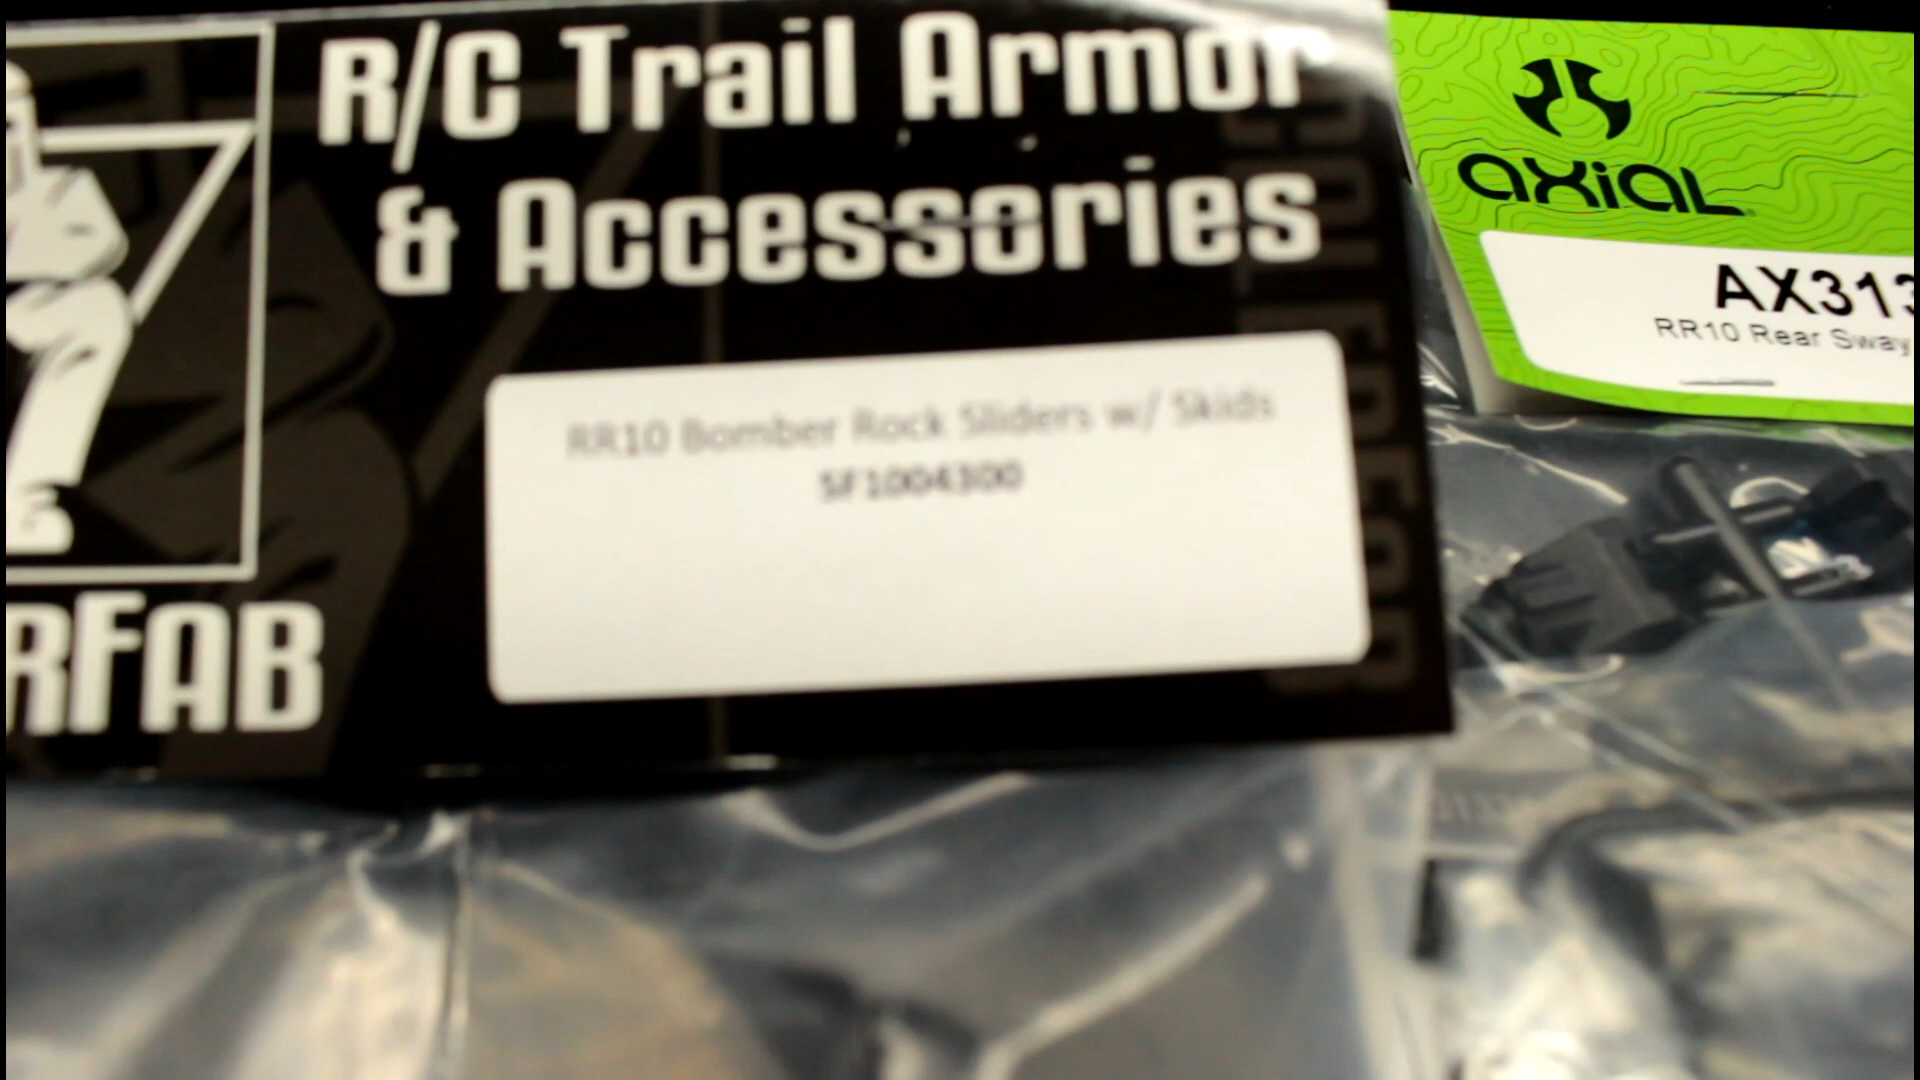 R/C Trail Armor
& Accessories
RR10 Bomber Rock Sliders w/ Skids
SF1004300
RFAB
AXIAL
AX313
RR10 Rear Sway